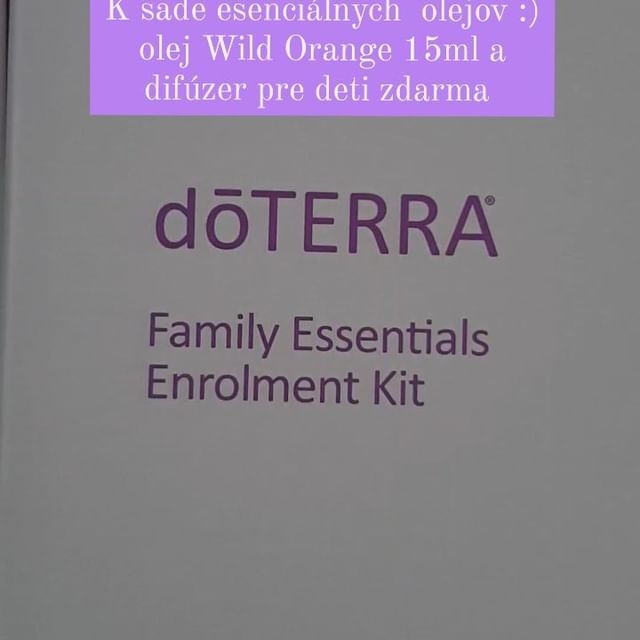 K sade esenciálnych olejov :)
olej Wild Orange 15ml a
difúzer pre deti zdarma
dōTERRA®
Family Essentials
Enrolment Kit